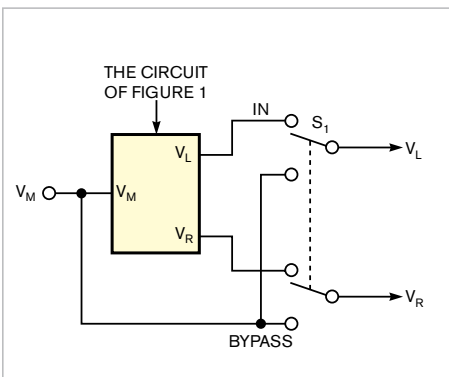 THE CIRCUIT
OF FIGURE 1
IN
S1
VL
VL
VM
VM
VR
VR
BYPASS